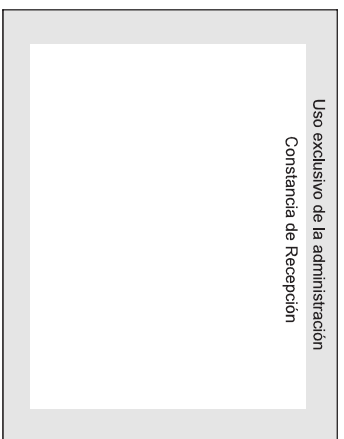 Uso exclusivo de la administración
Constancia de Recepción